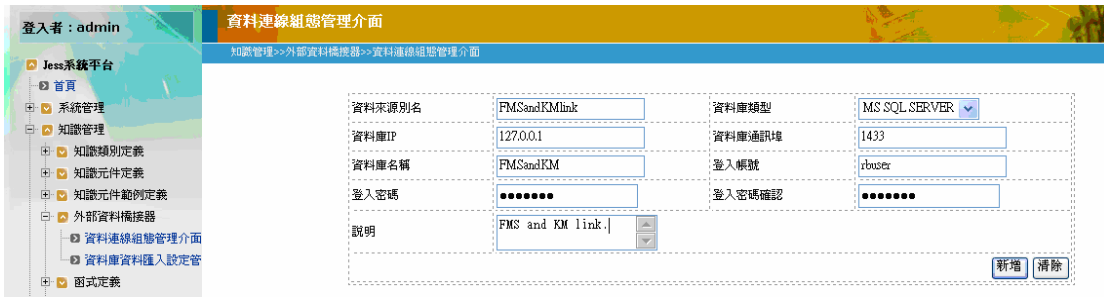 登入者：admin
Jess系統平台
首頁
系統管理
知識管理
知識類別定義
知識元件定義
知識元件範例定義
外部資料橋接器
資料連線組態管理介面
資料庫資料匯入設定管
函式定義
資料連線組態管理介面
知識管理>>外部資料橋接器>>資料連線組態管理介面
資料來源別名 FMSandKMlink 資料庫類型 MS SQL SERVER
資料庫IP 127.0.0.1 資料庫通訊埠 1433
資料庫名稱 FMSandKM 登入帳號 rbuser
登入密碼 ●●●●●●● 登入密碼確認 ●●●●●●●
說明 FMS and KM link.
新增 清除